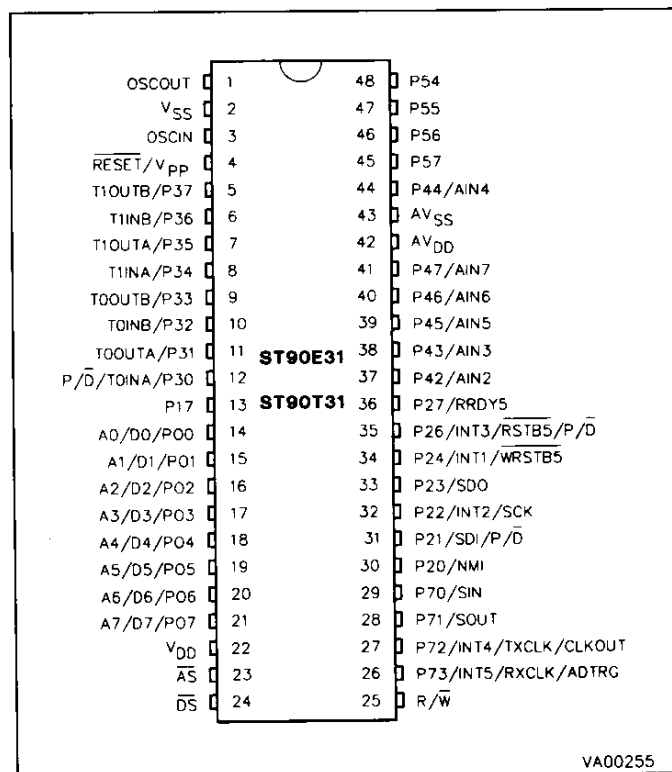 OSCOUT 1 48 P54
VSS 2 47 P55
OSCIN 3 46 P56
R̅E̅S̅E̅T̅/VPP 4 45 P57
T1OUTB/P37 5 44 P44/AIN4
T1INB/P36 6 43 AVSS
T1OUTA/P35 7 42 AVDD
T1INA/P34 8 41 P47/AIN7
T0OUTB/P33 9 40 P46/AIN6
T0INB/P32 10 39 P45/AIN5
T0OUTA/P31 11 ST90E31 38 P43/AIN3
P/D̅/T0INA/P30 12 37 P42/AIN2
P17 13 ST90T31 36 P27/RRDY5
A0/D0/P00 14 35 P26/INT3/R̅S̅T̅B̅5̅/P/D̅
A1/D1/P01 15 34 P24/INT1/W̅R̅S̅T̅B̅5̅
A2/D2/P02 16 33 P23/SDO
A3/D3/P03 17 32 P22/INT2/SCK
A4/D4/P04 18 31 P21/SDI/P/D̅
A5/D5/P05 19 30 P20/NMI
A6/D6/P06 20 29 P70/SIN
A7/D7/P07 21 28 P71/SOUT
VDD 22 27 P72/INT4/TXCLK/CLKOUT
A̅S̅ 23 26 P73/INT5/RXCLK/ADTRG
D̅S̅ 24 25 R/W̅
VA00255